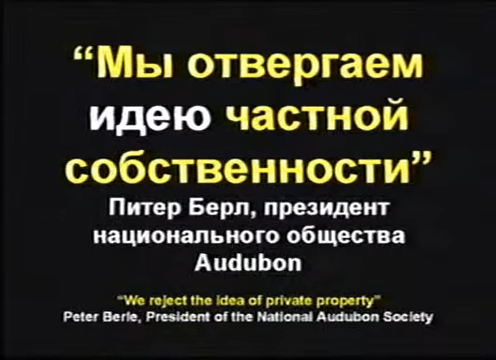 “Мы отвергаем
идею частной
собственности”
Питер Берл, президент
национального общества
Audubon
“We reject the idea of private property”
Peter Berle, President of the National Audubon Society